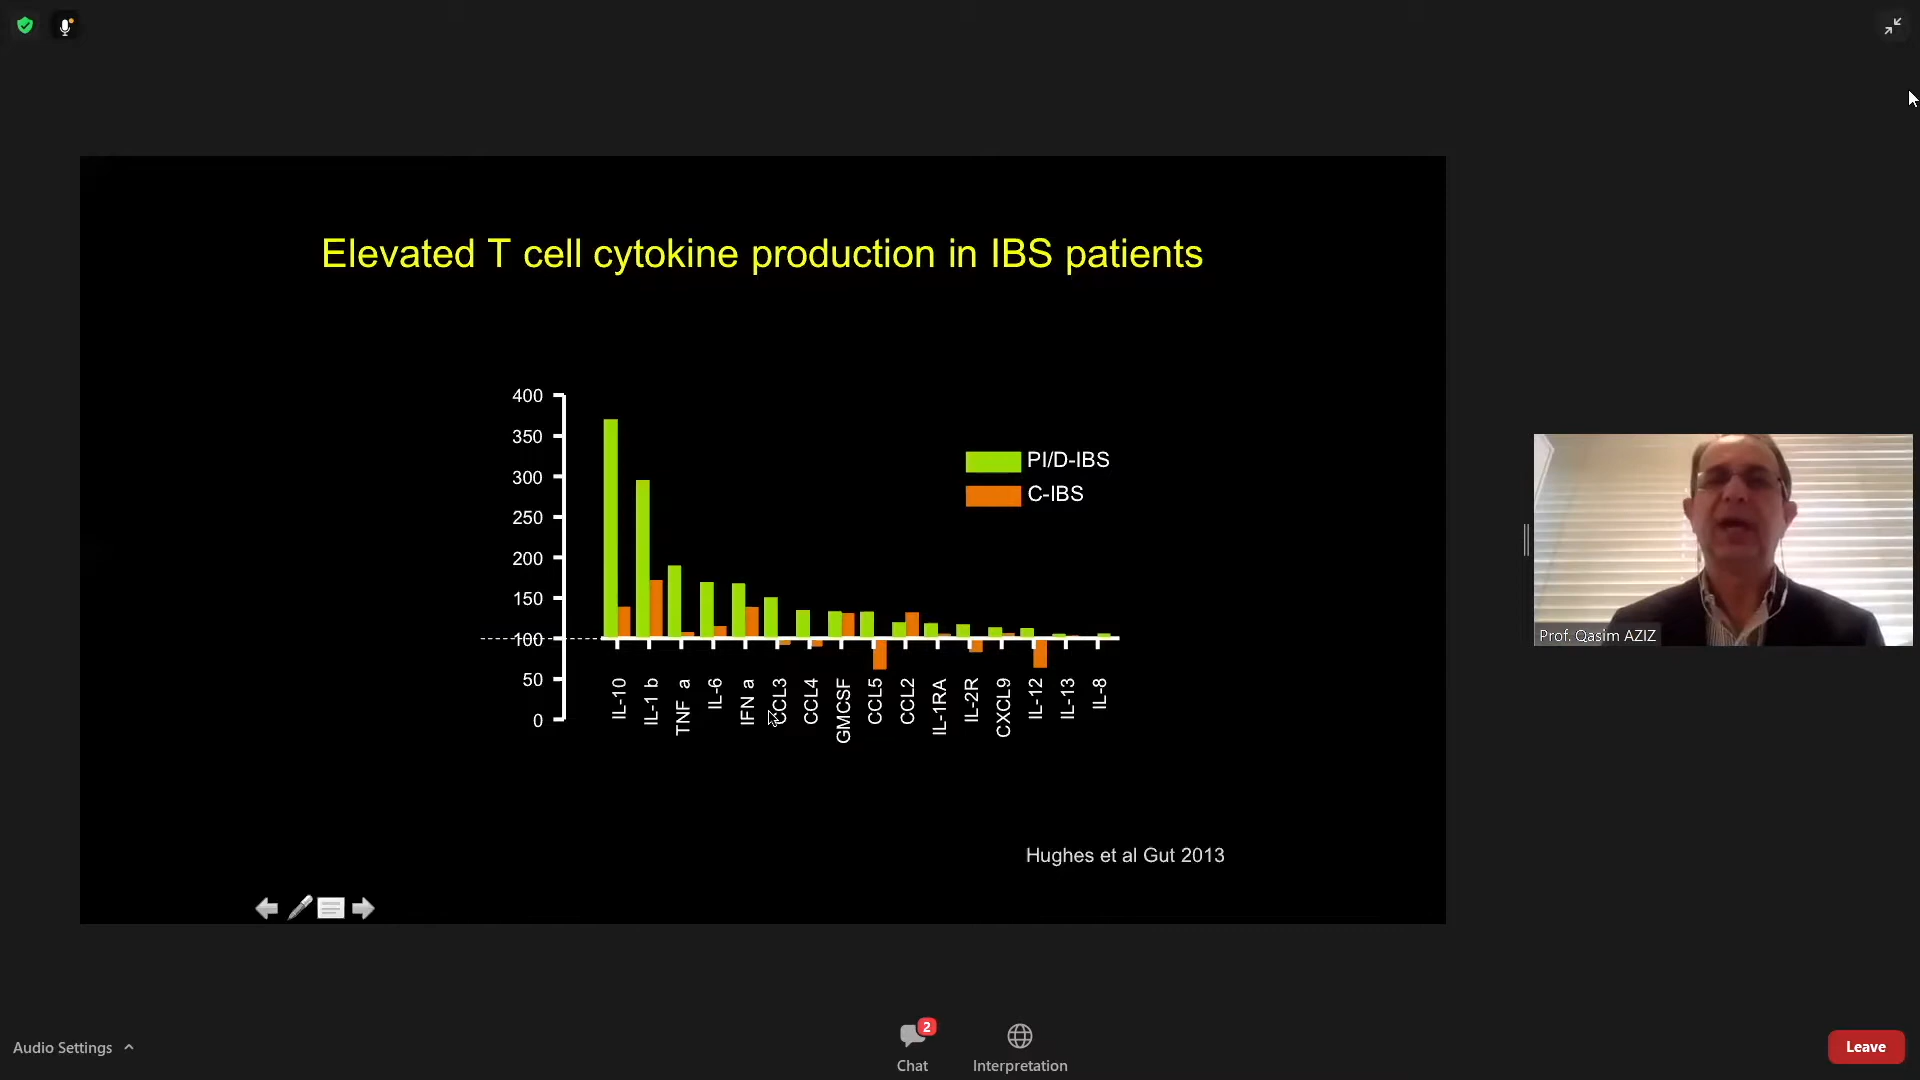 Elevated T cell cytokine production in IBS patients
400
350
300
250
200
150
100
50
0
PI/D-IBS
C-IBS
IL-10
IL-1 b
TNF a
IL-6
IFN a
CCL3
CCL4
GMCSF
CCL5
CCL2
IL-1RA
IL-2R
CXCL9
IL-12
IL-13
IL-8
Hughes et al Gut 2013
Prof. Qasim AZIZ
Audio Settings
2
Chat
Interpretation
Leave